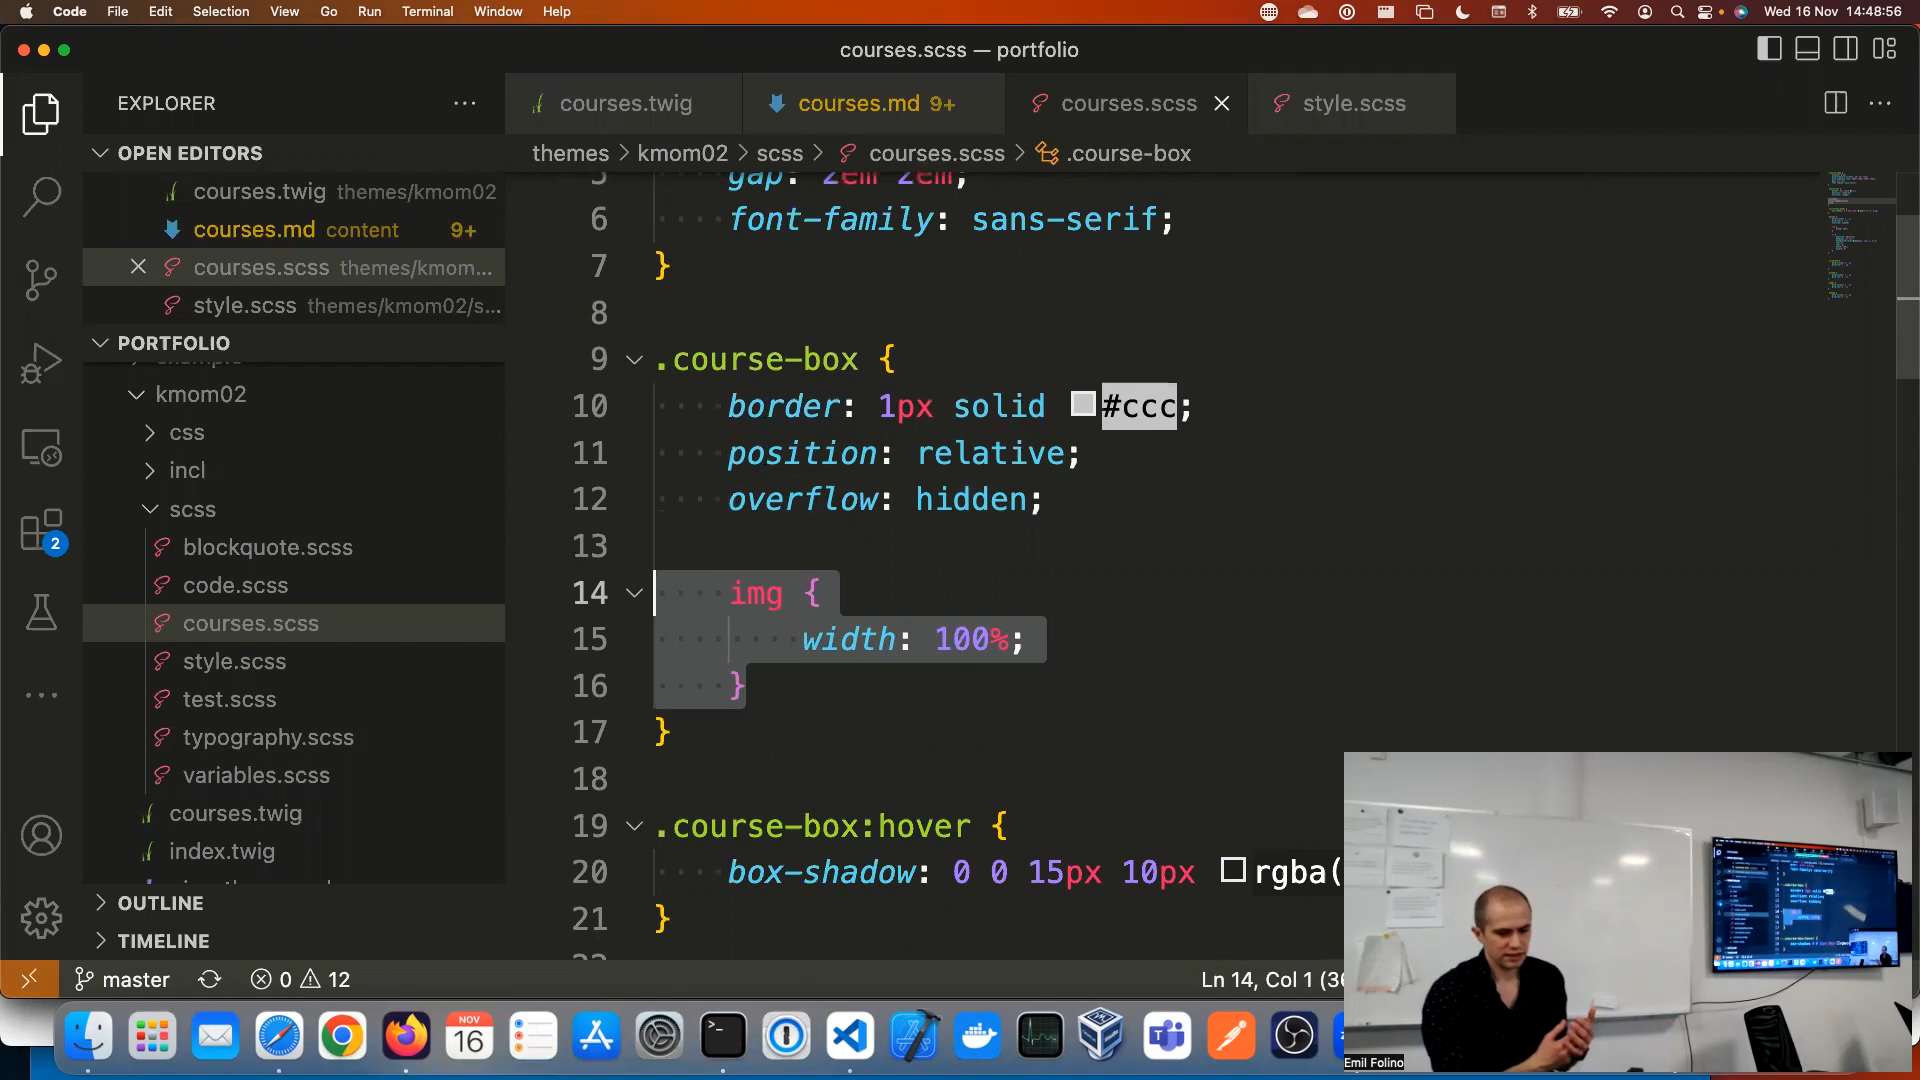 Code File Edit Selection View Go Run Terminal Window Help Wed 16 Nov 14:48:56
courses.scss — portfolio
EXPLORER
courses.twig
courses.md 9+
courses.scss
style.scss
OPEN EDITORS
themes > kmom02 > scss > courses.scss > .course-box
courses.twig themes/kmom02
courses.md content 9+
courses.scss themes/kmom...
style.scss themes/kmom02/s...
PORTFOLIO
kmom02
css
incl
scss
blockquote.scss
code.scss
courses.scss
style.scss
test.scss
typography.scss
variables.scss
courses.twig
index.twig
OUTLINE
TIMELINE
2
5 gap: 2em 2em;
6 font-family: sans-serif;
7 }
8
9 .course-box {
10 border: 1px solid #ccc;
11 position: relative;
12 overflow: hidden;
13
14 img {
15 width: 100%;
16 }
17 }
18
19 .course-box:hover {
20 box-shadow: 0 0 15px 10px rgba(
21 }
master 0 12
Ln 14, Col 1 (36
NOV
16
Emil Folino